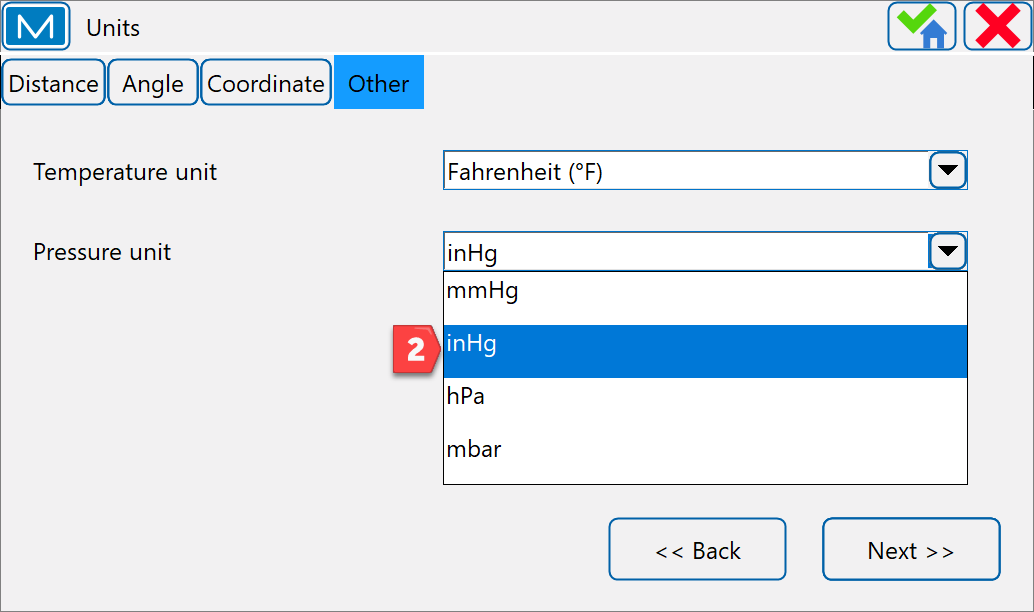 Units
Distance Angle Coordinate Other
Temperature unit Fahrenheit (°F)
Pressure unit inHg
mmHg
2 inHg
hPa
mbar
<< Back Next >>